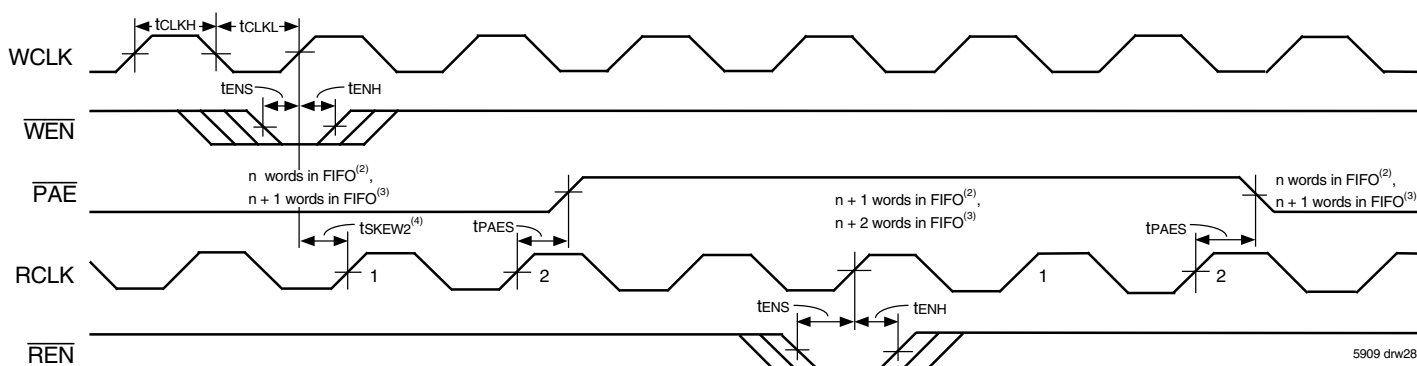 tCLKH
tCLKL
WCLK
tENS
tENH
WEN
n words in FIFO(2),
n + 1 words in FIFO(3)
n + 1 words in FIFO(2),
n + 2 words in FIFO(3)
n words in FIFO(2),
n + 1 words in FIFO(3)
PAE
tSKEW2(4)
tPAES
tPAES
RCLK
1
2
1
2
tENS
tENH
REN
5909 drw28